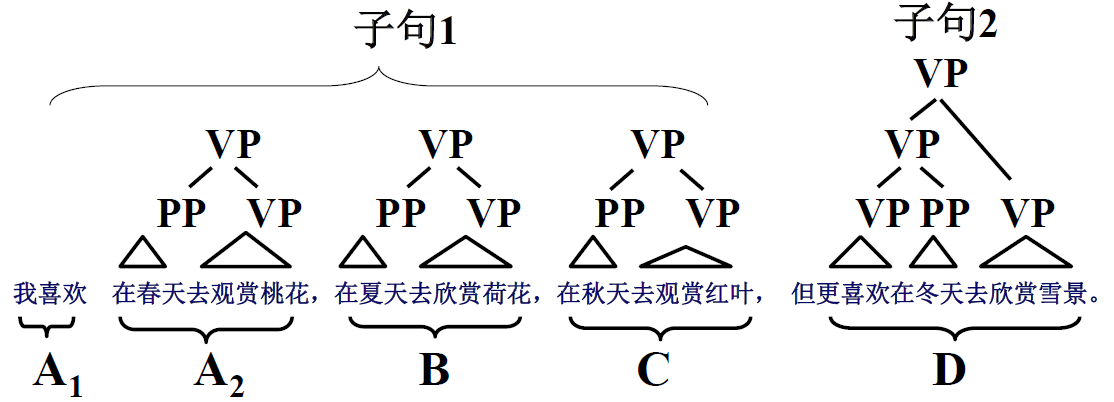 子句1 子句2
VP
VP VP VP VP
PP VP PP VP PP VP VP PP VP
我喜欢 在春天去观赏桃花，在夏天去欣赏荷花，在秋天去观赏红叶， 但更喜欢在冬天去欣赏雪景。
A1 A2 B C D